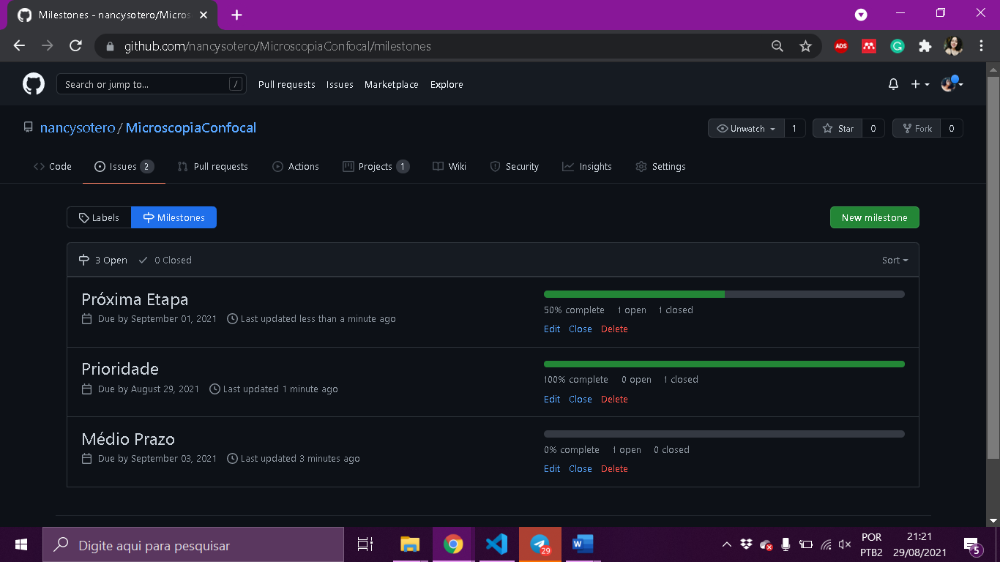 Milestones - nancysotero/Micros
github.com/nancysotero/MicroscopiaConfocal/milestones
ADS
Search or jump to...
/
Pull requests Issues Marketplace Explore
nancysotero / MicroscopiaConfocal
Unwatch 1 Star 0 Fork 0
Code Issues 2 Pull requests Actions Projects 1 Wiki Security Insights Settings
Labels Milestones New milestone
3 Open 0 Closed Sort
Próxima Etapa
Due by September 01, 2021 Last updated less than a minute ago
50% complete 1 open 1 closed
Edit Close Delete
Prioridade
Due by August 29, 2021 Last updated 1 minute ago
100% complete 0 open 1 closed
Edit Close Delete
Médio Prazo
Due by September 03, 2021 Last updated 3 minutes ago
0% complete 1 open 0 closed
Edit Close Delete
Digite aqui para pesquisar
29
W
POR
PTB2
21:21
29/08/2021
5